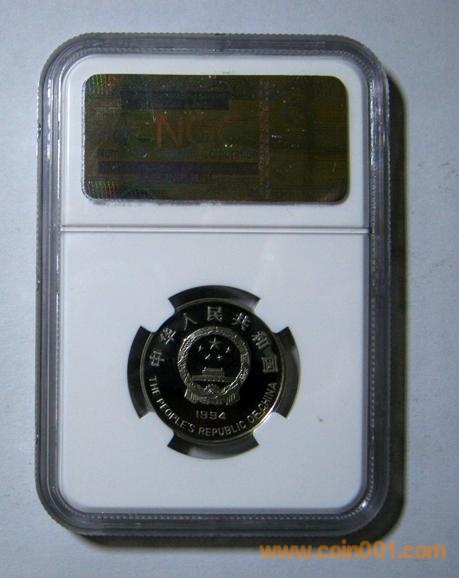 NGC
中华人民共和国
1994
THE PEOPLE'S REPUBLIC OF CHINA
www.coin001.com